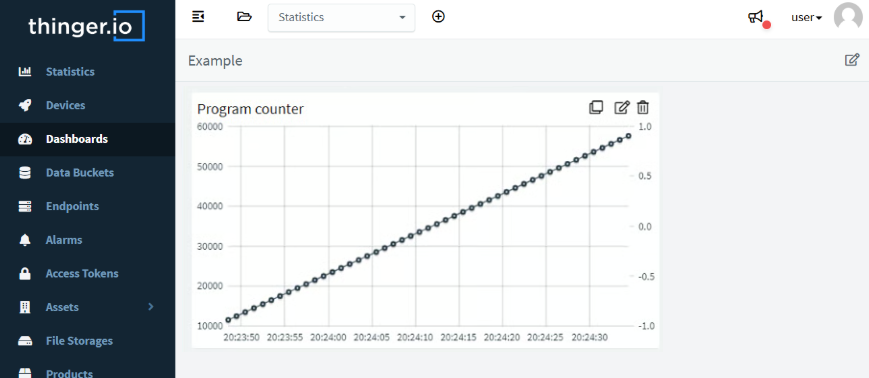 thinger.io
Statistics
user
Statistics
Devices
Dashboards
Data Buckets
Endpoints
Alarms
Access Tokens
Assets
File Storages
Products
Example
Program counter
60000
50000
40000
30000
20000
10000
1.0
0.5
0.0
-0.5
-1.0
20:23:50 20:23:55 20:24:00 20:24:05 20:24:10 20:24:15 20:24:20 20:24:25 20:24:30